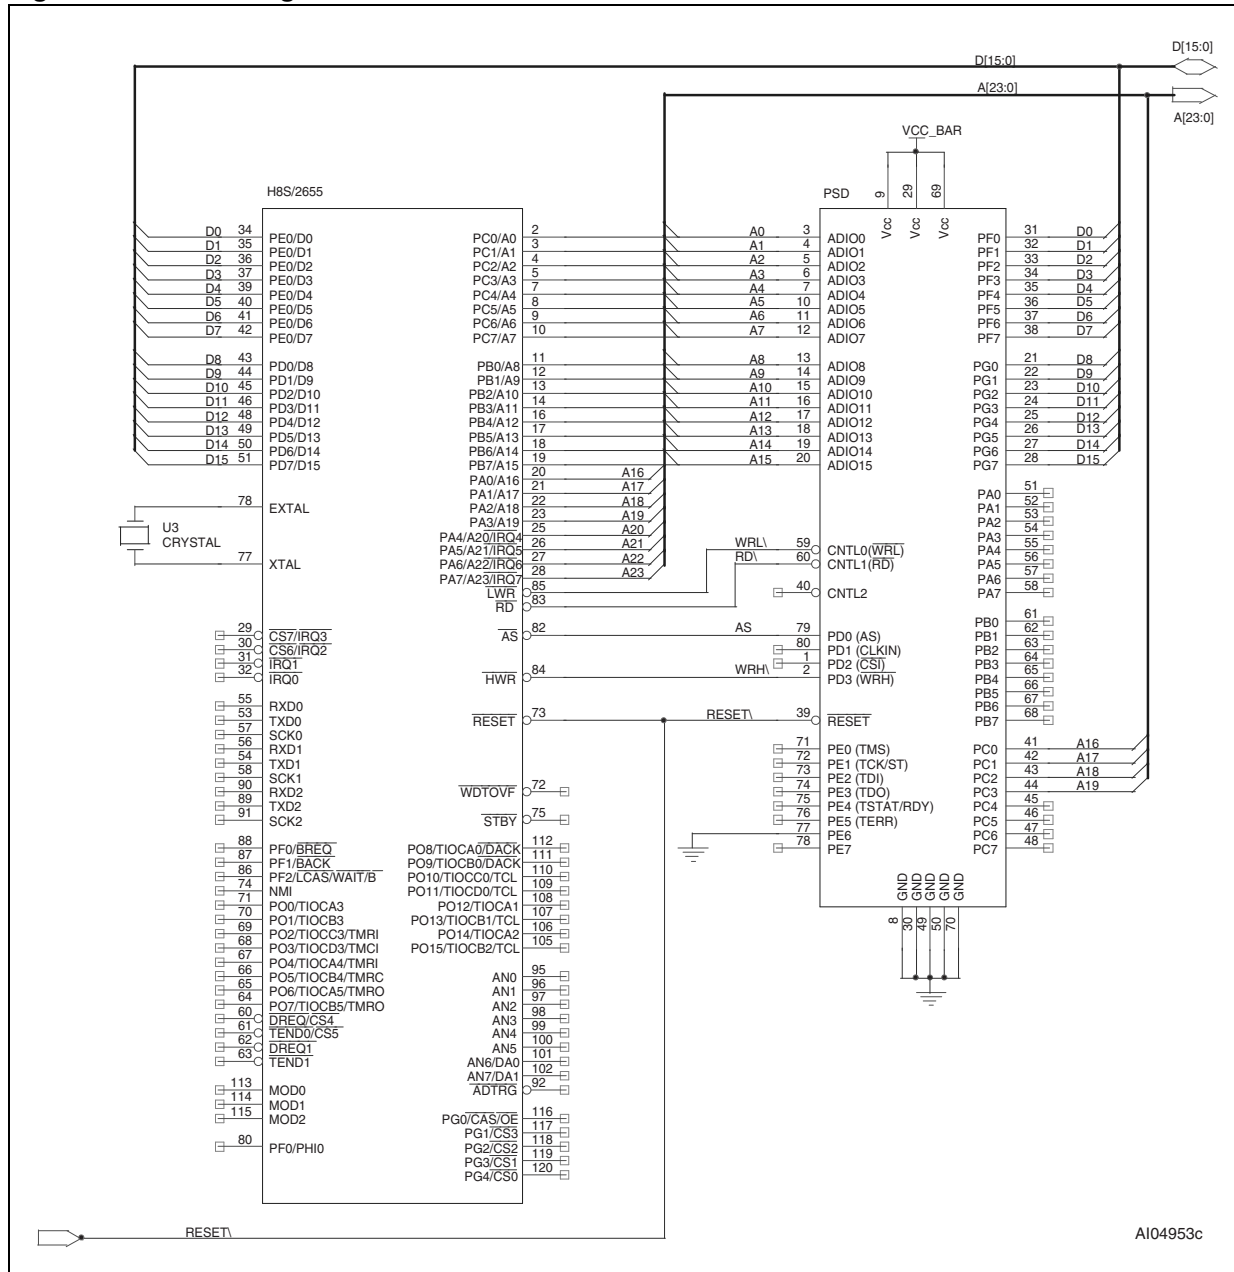 D[15:0]
D[15:0]
A[23:0]
A[23:0]
VCC_BAR
H8S/2655
PSD
9 29 69
Vcc Vcc Vcc
D0 34 PE0/D0 PC0/A0 2 A0 3 ADIO0 PF0 31 D0
D1 35 PE0/D1 PC1/A1 3 A1 4 ADIO1 PF1 32 D1
D2 36 PE0/D2 PC2/A2 4 A2 5 ADIO2 PF2 33 D2
D3 37 PE0/D3 PC3/A3 5 A3 6 ADIO3 PF3 34 D3
D4 39 PE0/D4 PC4/A4 7 A4 7 ADIO4 PF4 35 D4
D5 40 PE0/D5 PC5/A5 8 A5 10 ADIO5 PF5 36 D5
D6 41 PE0/D6 PC6/A6 9 A6 11 ADIO6 PF6 37 D6
D7 42 PE0/D7 PC7/A7 10 A7 12 ADIO7 PF7 38 D7
D8 43 PD0/D8 PB0/A8 11 A8 13 ADIO8 PG0 21 D8
D9 44 PD1/D9 PB1/A9 12 A9 14 ADIO9 PG1 22 D9
D10 45 PD2/D10 PB2/A10 13 A10 15 ADIO10 PG2 23 D10
D11 46 PD3/D11 PB3/A11 14 A11 16 ADIO11 PG3 24 D11
D12 48 PD4/D12 PB4/A12 16 A12 17 ADIO12 PG4 25 D12
D13 49 PD5/D13 PB5/A13 17 A13 18 ADIO13 PG5 26 D13
D14 50 PD6/D14 PB6/A14 18 A14 19 ADIO14 PG6 27 D14
D15 51 PD7/D15 PB7/A15 19 A15 20 ADIO15 PG7 28 D15
PA0/A16 20 A16
PA1/A17 21 A17 PA0 51
78 EXTAL PA2/A18 22 A18 PA1 52
PA3/A19 23 A19 PA2 53
U3 PA4/A20/IRQ4 25 A20 PA3 54
CRYSTAL PA5/A21/IRQ5 26 A21 WRL\ 59 CNTL0(WRL) PA4 55
77 XTAL PA6/A22/IRQ6 27 A22 RD\ 60 CNTL1(RD) PA5 56
PA7/A23/IRQ7 28 A23 PA6 57
LWR 85 40 CNTL2 PA7 58
RD 83
PB0 61
29 CS7/IRQ3 AS 82 AS 79 PD0 (AS) PB1 62
30 CS6/IRQ2 80 PD1 (CLKIN) PB2 63
31 IRQ1 1 PD2 (CSI) PB3 64
32 IRQ0 HWR 84 WRH\ 2 PD3 (WRH) PB4 65
PB5 66
55 RXD0 PB6 67
53 TXD0 RESET 73 RESET\ 39 RESET PB7 68
57 SCK0
56 RXD1 71 PE0 (TMS) PC0 41 A16
54 TXD1 72 PE1 (TCK/ST) PC1 42 A17
58 SCK1 73 PE2 (TDI) PC2 43 A18
90 RXD2 WDTOVF 72 74 PE3 (TDO) PC3 44 A19
89 TXD2 75 PE4 (TSTAT/RDY) PC4 45
91 SCK2 STBY 75 76 PE5 (TERR) PC5 46
77 PE6 PC6 47
88 PF0/BREQ PO8/TIOCA0/DACK 112 78 PE7 PC7 48
87 PF1/BACK PO9/TIOCB0/DACK 111
86 PF2/LCAS/WAIT/B PO10/TIOCC0/TCL 110
74 NMI PO11/TIOCD0/TCL 109
71 PO0/TIOCA3 PO12/TIOCA1 108
70 PO1/TIOCB3 PO13/TIOCB1/TCL 107
69 PO2/TIOCC3/TMRI PO14/TIOCA2 106
68 PO3/TIOCD3/TMCI PO15/TIOCB2/TCL 105
67 PO4/TIOCA4/TMRI
66 PO5/TIOCB4/TMRC AN0 95
65 PO6/TIOCA5/TMRO AN1 96
64 PO7/TIOCB5/TMRO AN2 97
60 DREQ/CS4 AN3 98
61 TEND0/CS5 AN4 99
62 DREQ1 AN5 100
63 TEND1 AN6/DA0 101
AN7/DA1 102
113 MOD0 ADTRG 92
114 MOD1
115 MOD2 PG0/CAS/OE 116
PG1/CS3 117
80 PF0/PHI0 PG2/CS2 118
PG3/CS1 119
PG4/CS0 120
GND GND GND GND GND
8 30 49 50 70
RESET\
AI04953c